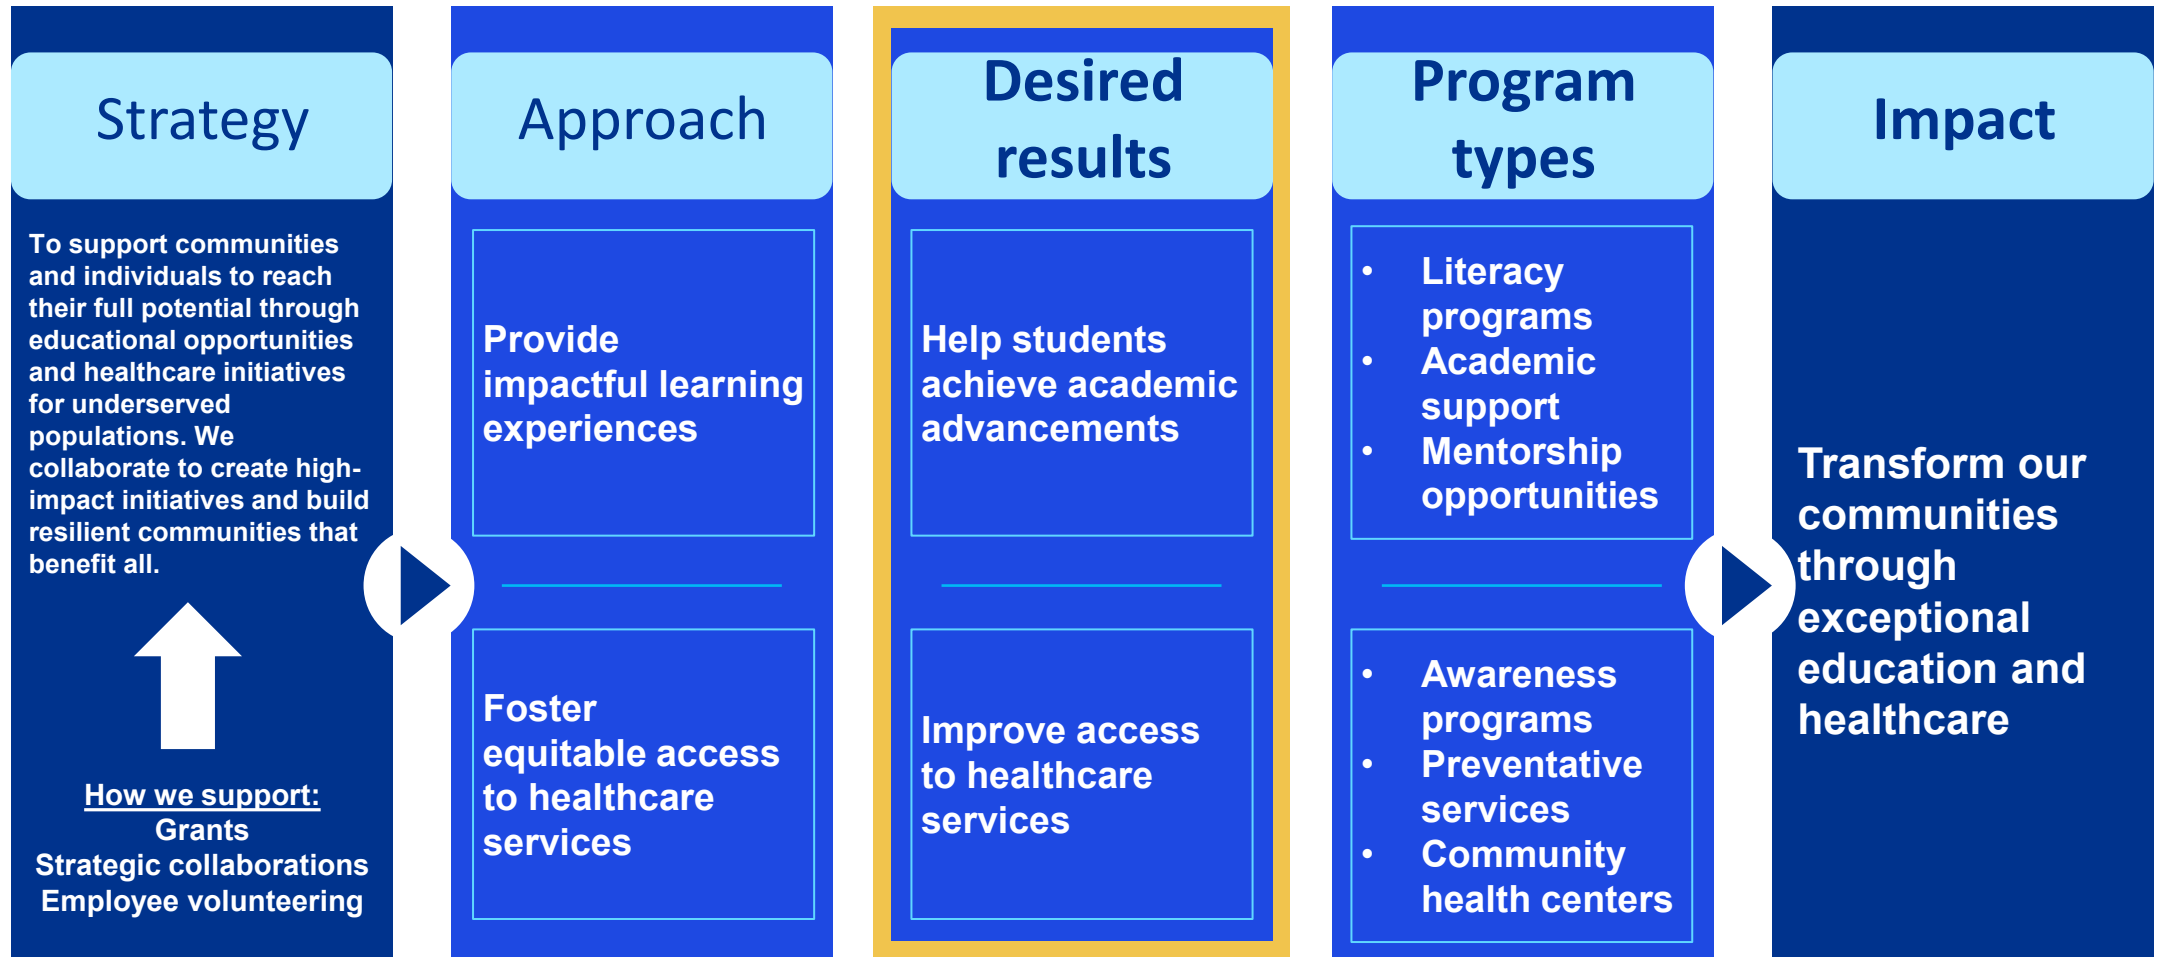 Strategy
To support communities
and individuals to reach
their full potential through
educational opportunities
and healthcare initiatives
for underserved
populations. We
collaborate to create high-
impact initiatives and build
resilient communities that
benefit all.
How we support:
Grants
Strategic collaborations
Employee volunteering
Approach
Provide
impactful learning
experiences
Foster
equitable access
to healthcare
services
Desired
results
Help students
achieve academic
advancements
Improve access
to healthcare
services
Program
types
• Literacy
programs
• Academic
support
• Mentorship
opportunities
• Awareness
programs
• Preventative
services
• Community
health centers
Impact
Transform our
communities
through
exceptional
education and
healthcare